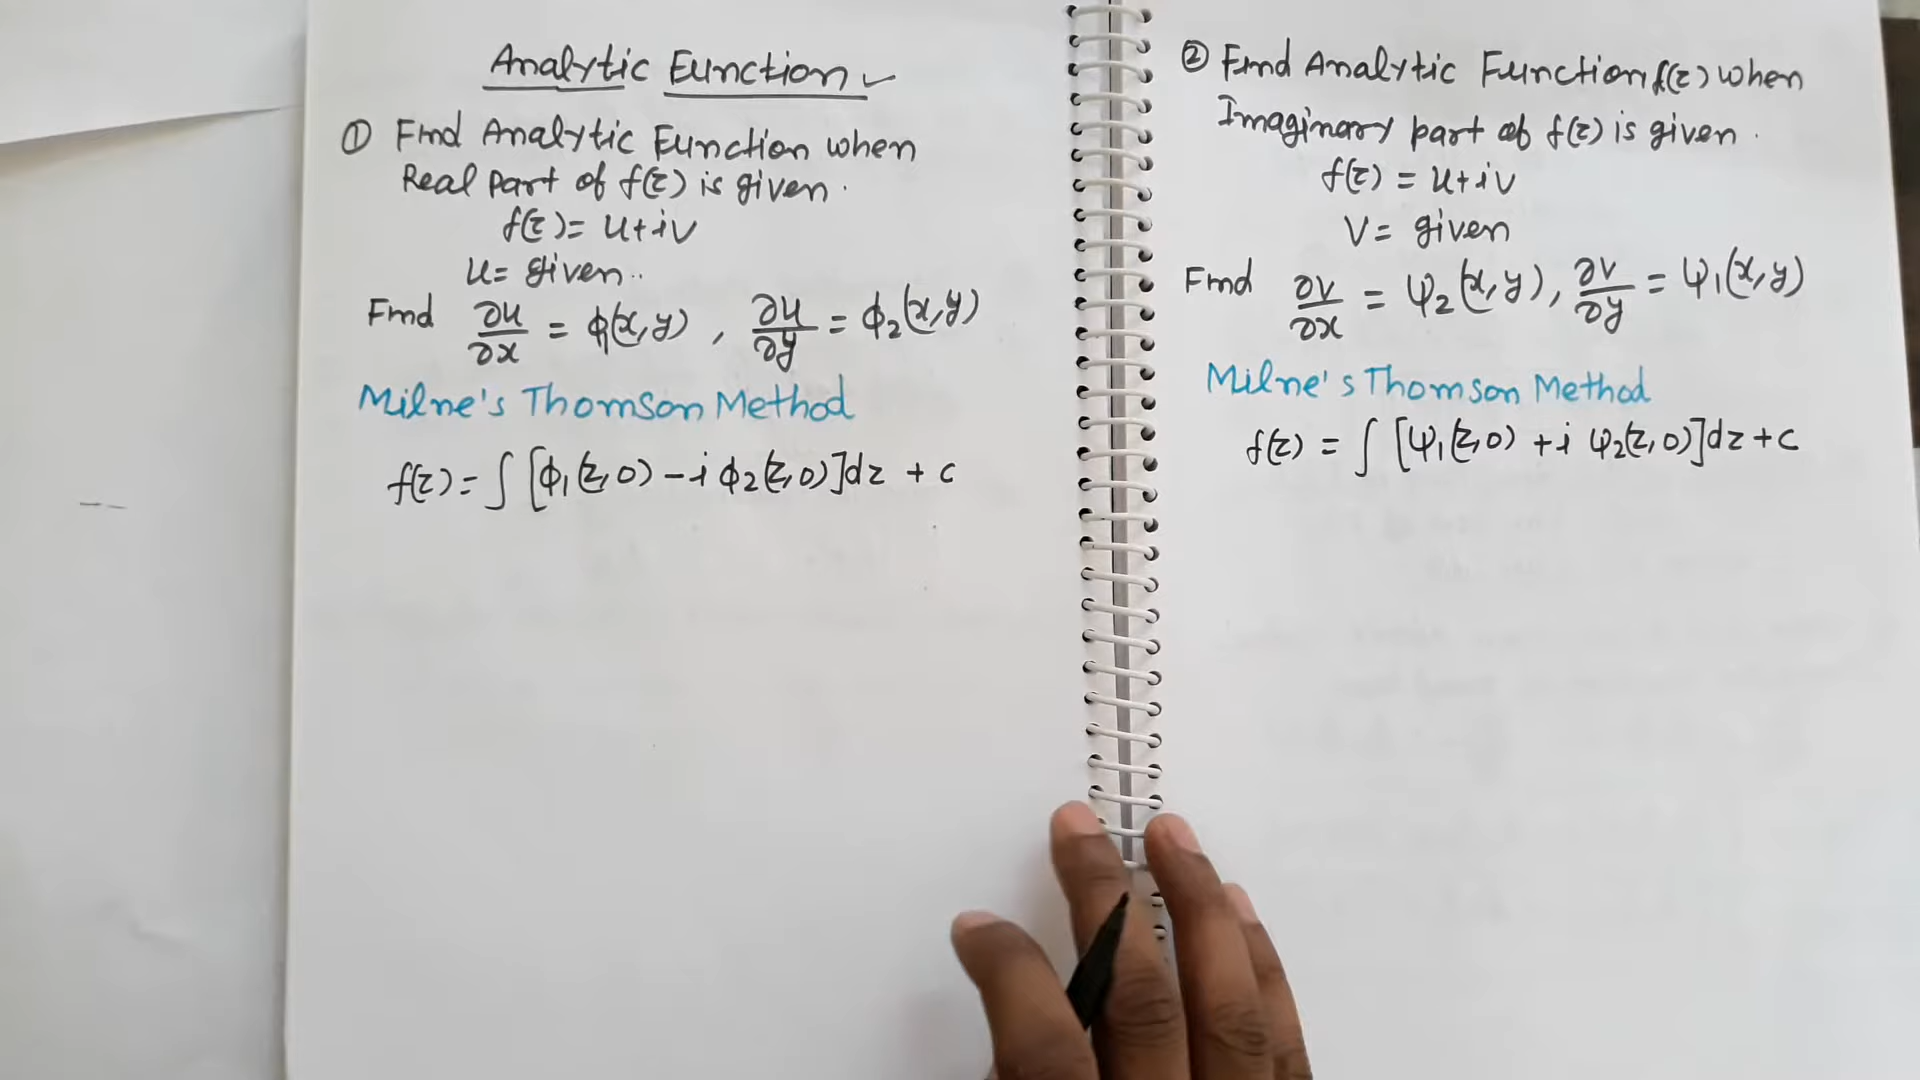 Analytic Function
① Find Analytic Function when
Real Part of f(z) is given.
f(z) = u+iv
u= given..
Find ∂u/∂x = ϕ1(x,y) , ∂u/∂y = ϕ2(x,y)
Milne's Thomson Method
f(z) = ∫ [ϕ1(z,0) – i ϕ2(z,0)]dz + c
② Find Analytic Function f(z) when
Imaginary part of f(z) is given.
f(z) = u+iv
V= given
Find ∂v/∂x = ψ2(x,y), ∂v/∂y = ψ1(x,y)
Milne's Thomson Method
f(z) = ∫ [ψ1(z,0) + i ψ2(z,0)]dz + c